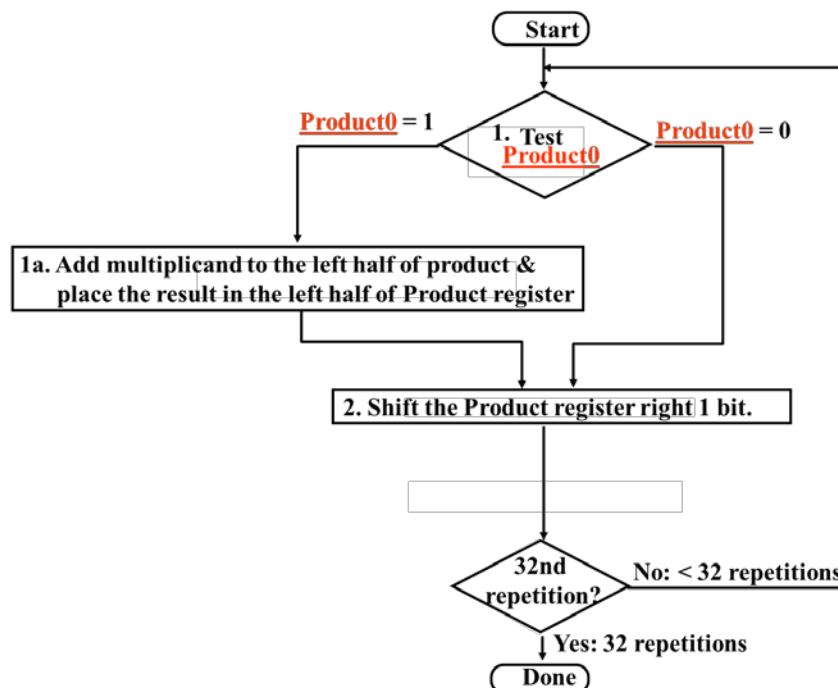 Start
Product0 = 1
1. Test
Product0
Product0 = 0
1a. Add multiplicand to the left half of product &
place the result in the left half of Product register
2. Shift the Product register right 1 bit.
32nd
repetition?
No: < 32 repetitions
Yes: 32 repetitions
Done